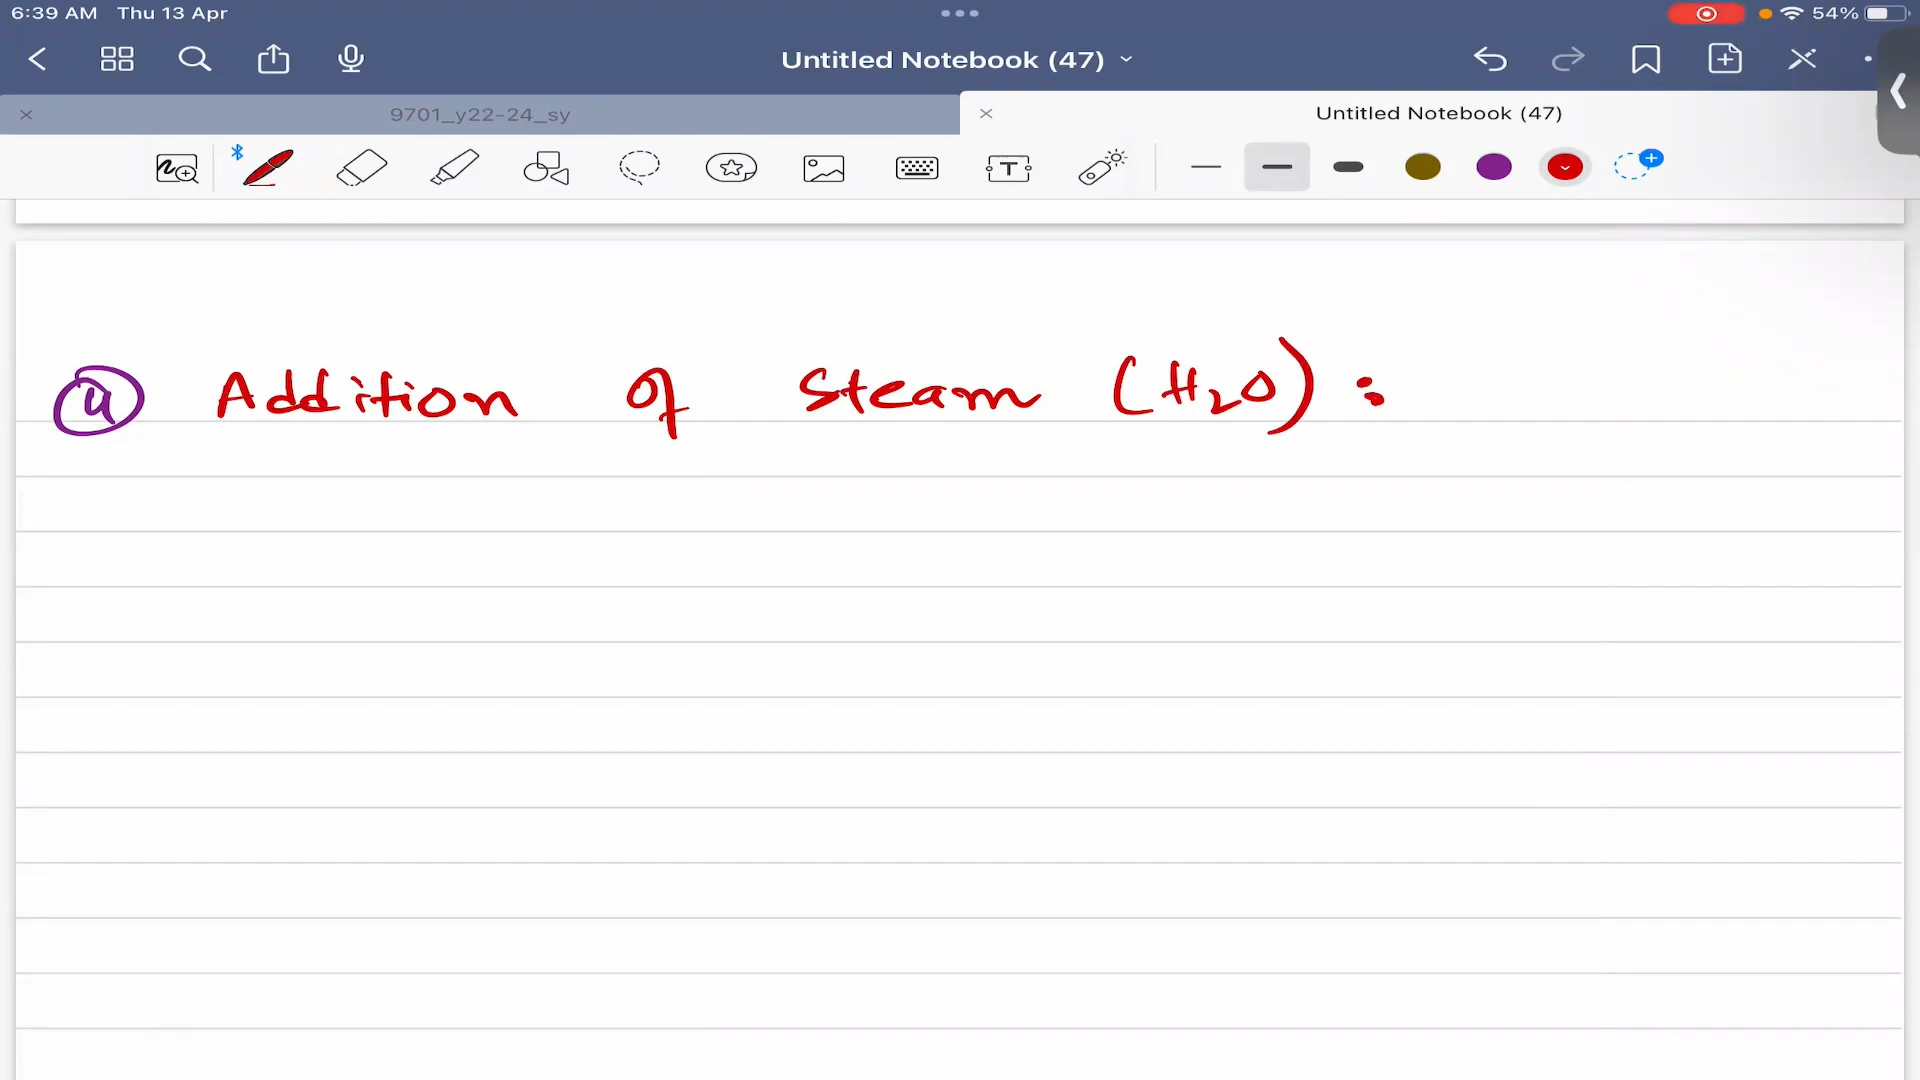 6:39 AM Thu 13 Apr
54%
Untitled Notebook (47)
9701_y22-24_sy
Untitled Notebook (47)
4 Addition of Steam (H₂O) :